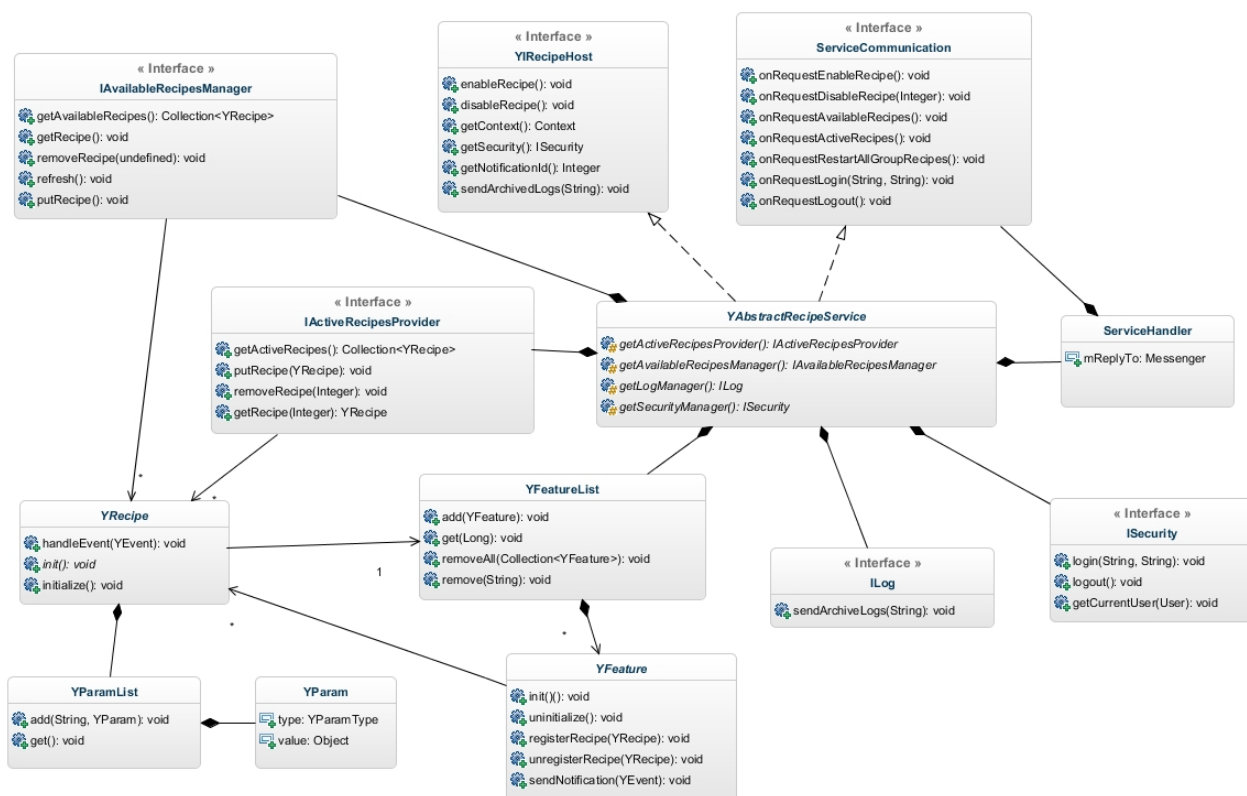 « Interface »
IAvailableRecipesManager
getAvailableRecipes(): Collection<YRecipe>
getRecipe(): void
removeRecipe(undefined): void
refresh(): void
putRecipe(): void
« Interface »
YIRecipeHost
enableRecipe(): void
disableRecipe(): void
getContext(): Context
getSecurity(): ISecurity
getNotificationId(): Integer
sendArchivedLogs(String): void
« Interface »
ServiceCommunication
onRequestEnableRecipe(): void
onRequestDisableRecipe(Integer): void
onRequestAvailableRecipes(): void
onRequestActiveRecipes(): void
onRequestRestartAllGroupRecipes(): void
onRequestLogin(String, String): void
onRequestLogout(): void
« Interface »
IActiveRecipesProvider
getActiveRecipes(): Collection<YRecipe>
putRecipe(YRecipe): void
removeRecipe(Integer): void
getRecipe(Integer): YRecipe
YAbstractRecipeService
getActiveRecipesProvider(): IActiveRecipesProvider
getAvailableRecipesManager(): IAvailableRecipesManager
getLogManager(): ILog
getSecurityManager(): ISecurity
ServiceHandler
mReplyTo: Messenger
*
*
YRecipe
handleEvent(YEvent): void
init(): void
initialize(): void
YFeatureList
add(YFeature): void
get(Long): void
removeAll(Collection<YFeature>): void
remove(String): void
1
*
*
« Interface »
ILog
sendArchiveLogs(String): void
« Interface »
ISecurity
login(String, String): void
logout(): void
getCurrentUser(User): void
YParamList
add(String, YParam): void
get(): void
YParam
type: YParamType
value: Object
YFeature
init()(): void
uninitialize(): void
registerRecipe(YRecipe): void
unregisterRecipe(YRecipe): void
sendNotification(YEvent): void